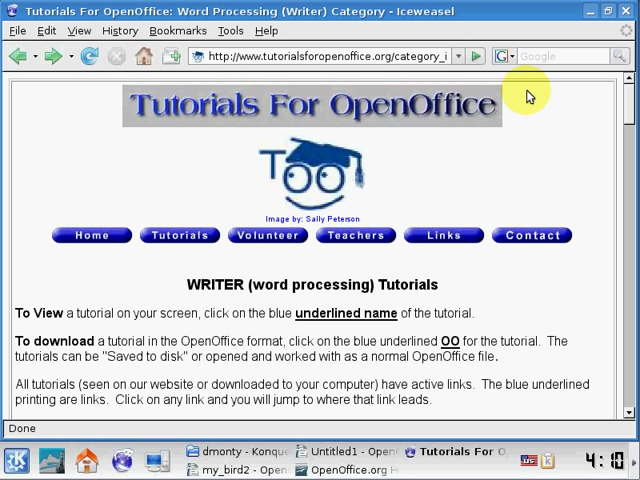 Tutorials For OpenOffice: Word Processing (Writer) Category - Iceweasel
File Edit View History Bookmarks Tools Help
http://www.tutorialsforopenoffice.org/category_i
G Google
Tutorials For OpenOffice
TOO
Image by: Sally Peterson
Home Tutorials Volunteer Teachers Links Contact
WRITER (word processing) Tutorials
To View a tutorial on your screen, click on the blue underlined name of the tutorial.
To download a tutorial in the OpenOffice format, click on the blue underlined OO for the tutorial. The
tutorials can be "Saved to disk" or opened and worked with as a normal OpenOffice file.
All tutorials (seen on our website or downloaded to your computer) have active links. The blue underlined
printing are links. Click on any link and you will jump to where that link leads.
Done
dmonty - Konque Untitled1 - Open Tutorials For O
my_bird2 - Openi OpenOffice.org H
4:10